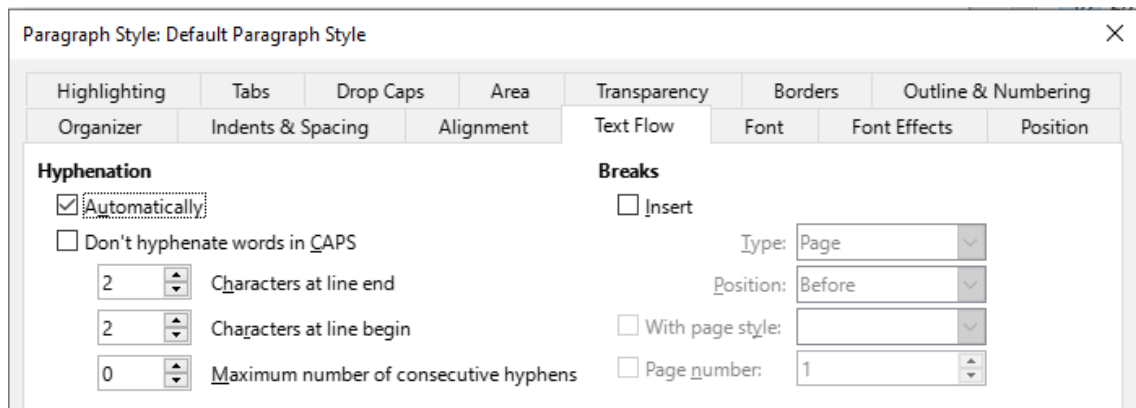 Paragraph Style: Default Paragraph Style
Highlighting Tabs Drop Caps Area Transparency Borders Outline & Numbering
Organizer Indents & Spacing Alignment Text Flow Font Font Effects Position
Hyphenation
Automatically
Don't hyphenate words in CAPS
2 Characters at line end
2 Characters at line begin
0 Maximum number of consecutive hyphens
Breaks
Insert
Type: Page
Position: Before
With page style:
Page number: 1